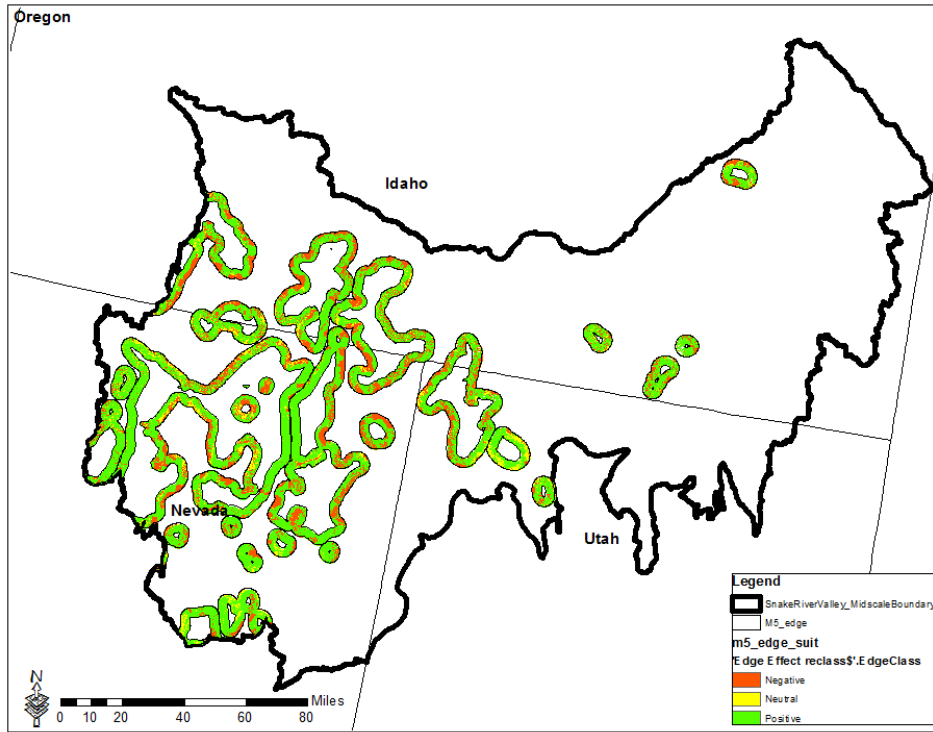 Oregon
Idaho
Nevada
Utah
Legend
SnakeRiverValley_MidscaleBoundary
M5_edge
m5_edge_suit
'Edge Effect reclass$'.EdgeClass
Negative
Neutral
Positive
N
Miles
0 10 20 40 60 80